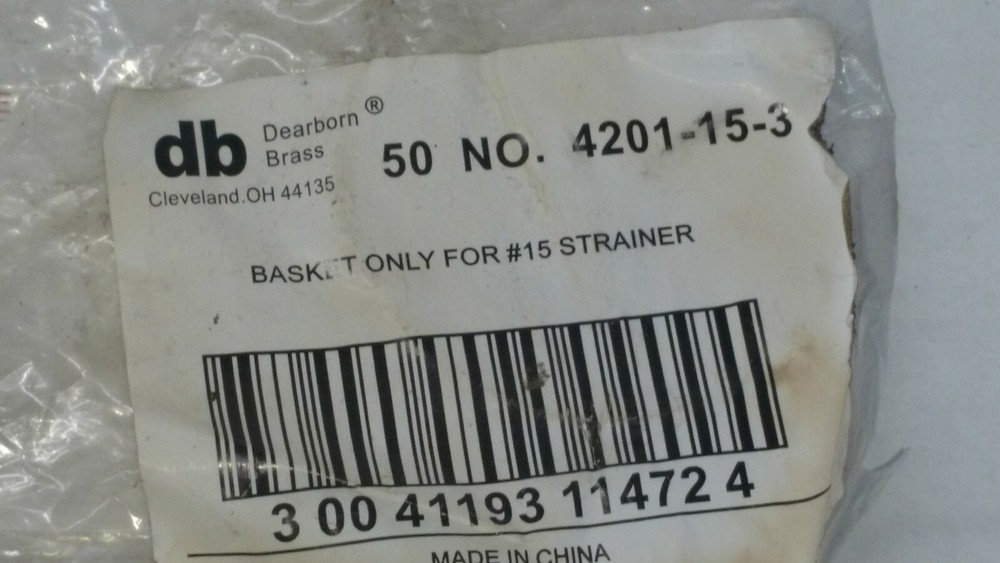 db Dearborn®
Brass
Cleveland.OH 44135
50 NO. 4201-15-3
BASKET ONLY FOR #15 STRAINER
3 00 41193 11472 4
MADE IN CHINA